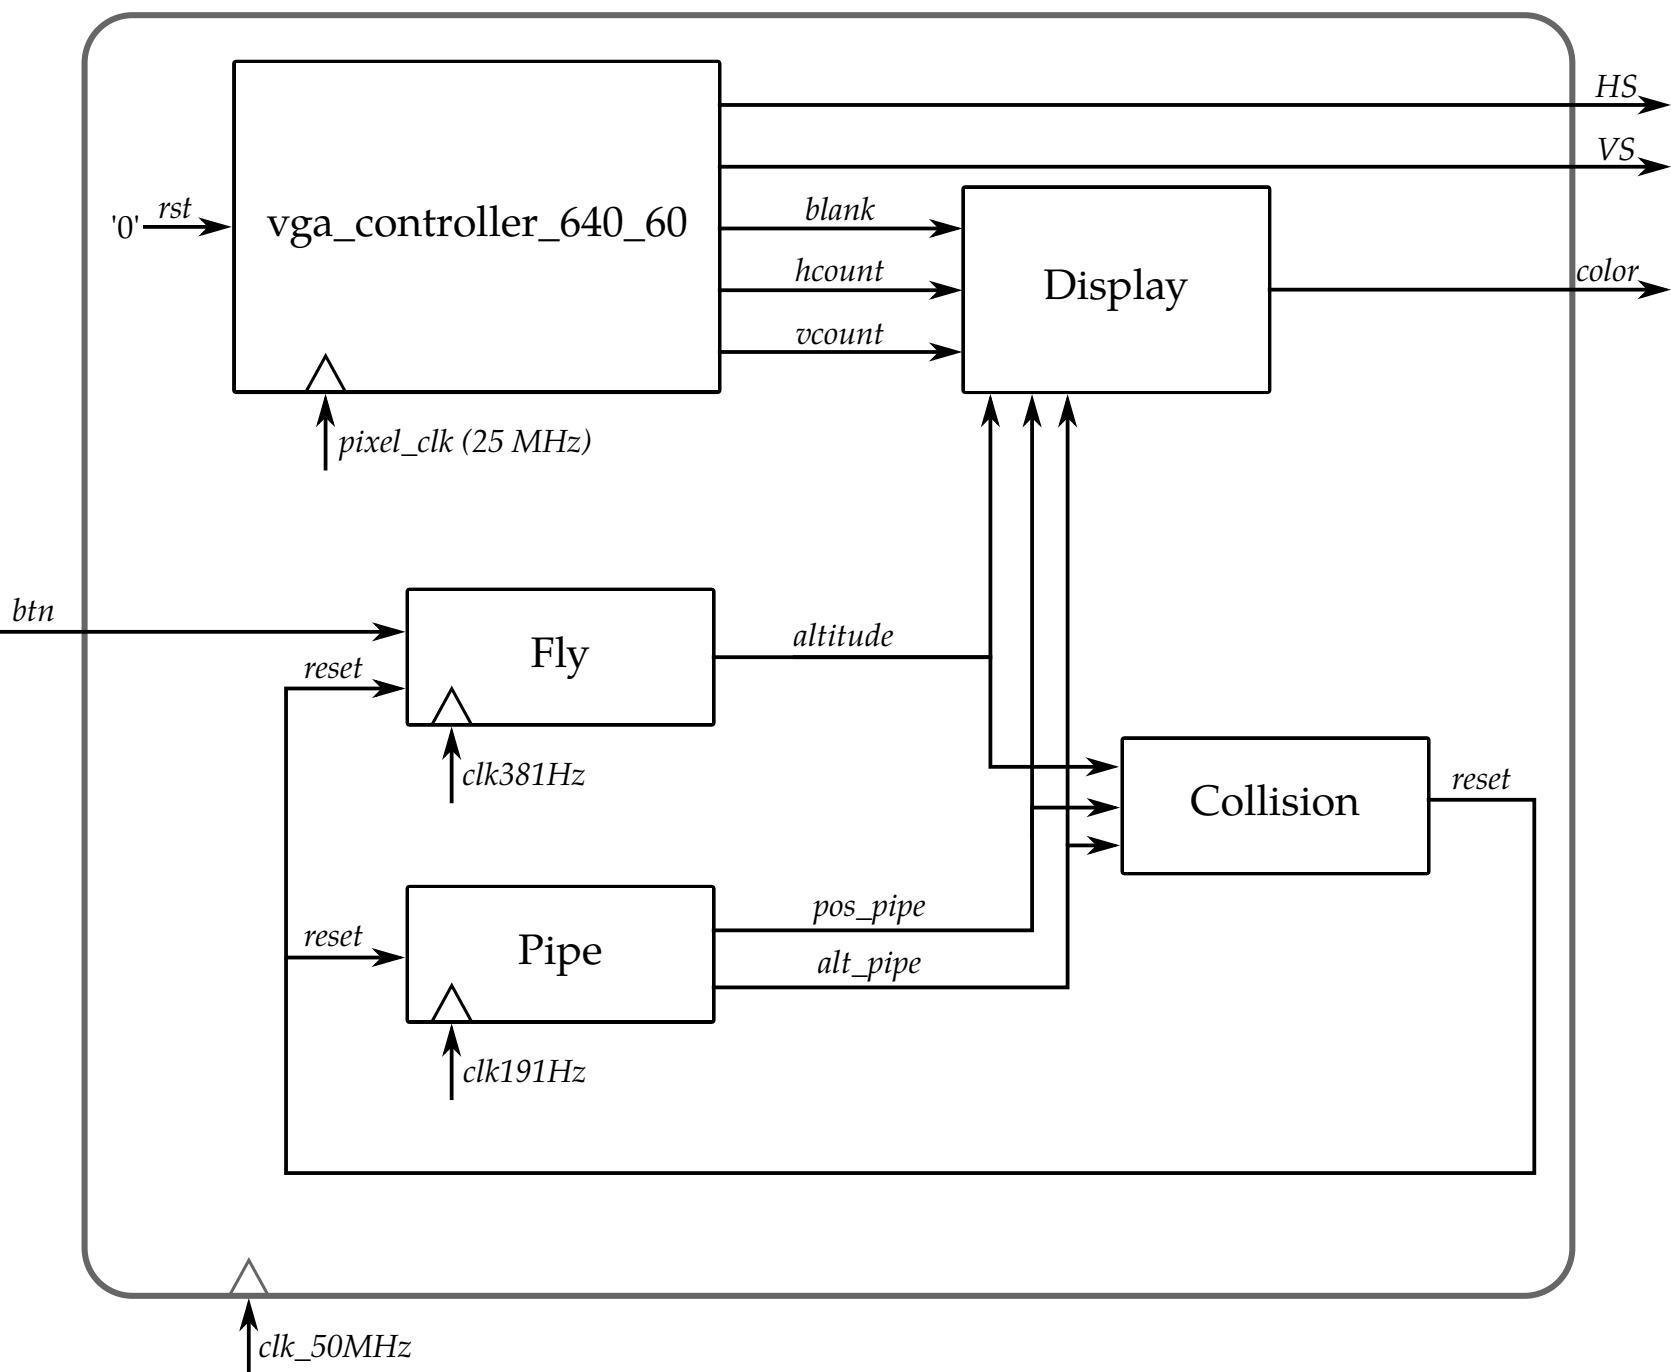 HS
VS
'0'
rst
vga_controller_640_60
blank
hcount
vcount
Display
color
pixel_clk (25 MHz)
btn
reset
Fly
altitude
clk381Hz
Collision
reset
reset
Pipe
pos_pipe
alt_pipe
clk191Hz
clk_50MHz